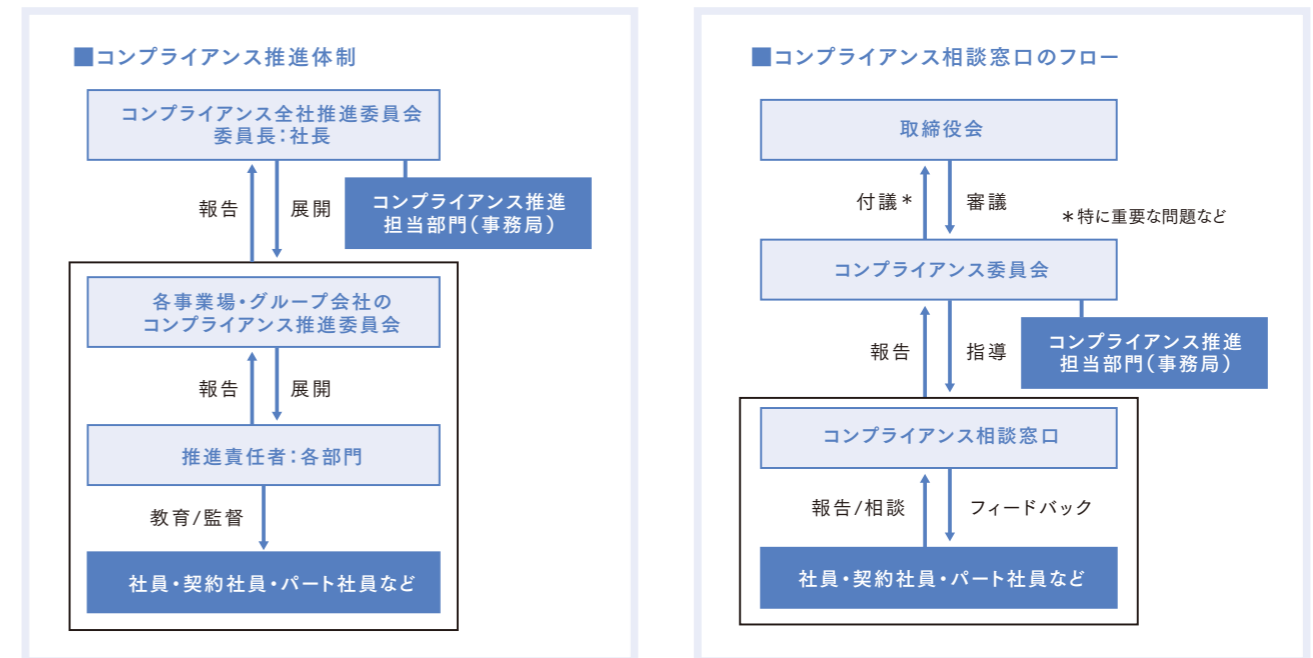 ■コンプライアンス推進体制
コンプライアンス全社推進委員会
委員長:社長
報告
展開
コンプライアンス推進
担当部門(事務局)
各事業場・グループ会社の
コンプライアンス推進委員会
報告
展開
推進責任者:各部門
教育/監督
社員・契約社員・パート社員など
■コンプライアンス相談窓口のフロー
取締役会
付議*
審議
*特に重要な問題など
コンプライアンス委員会
報告
指導
コンプライアンス推進
担当部門(事務局)
コンプライアンス相談窓口
報告/相談
フィードバック
社員・契約社員・パート社員など